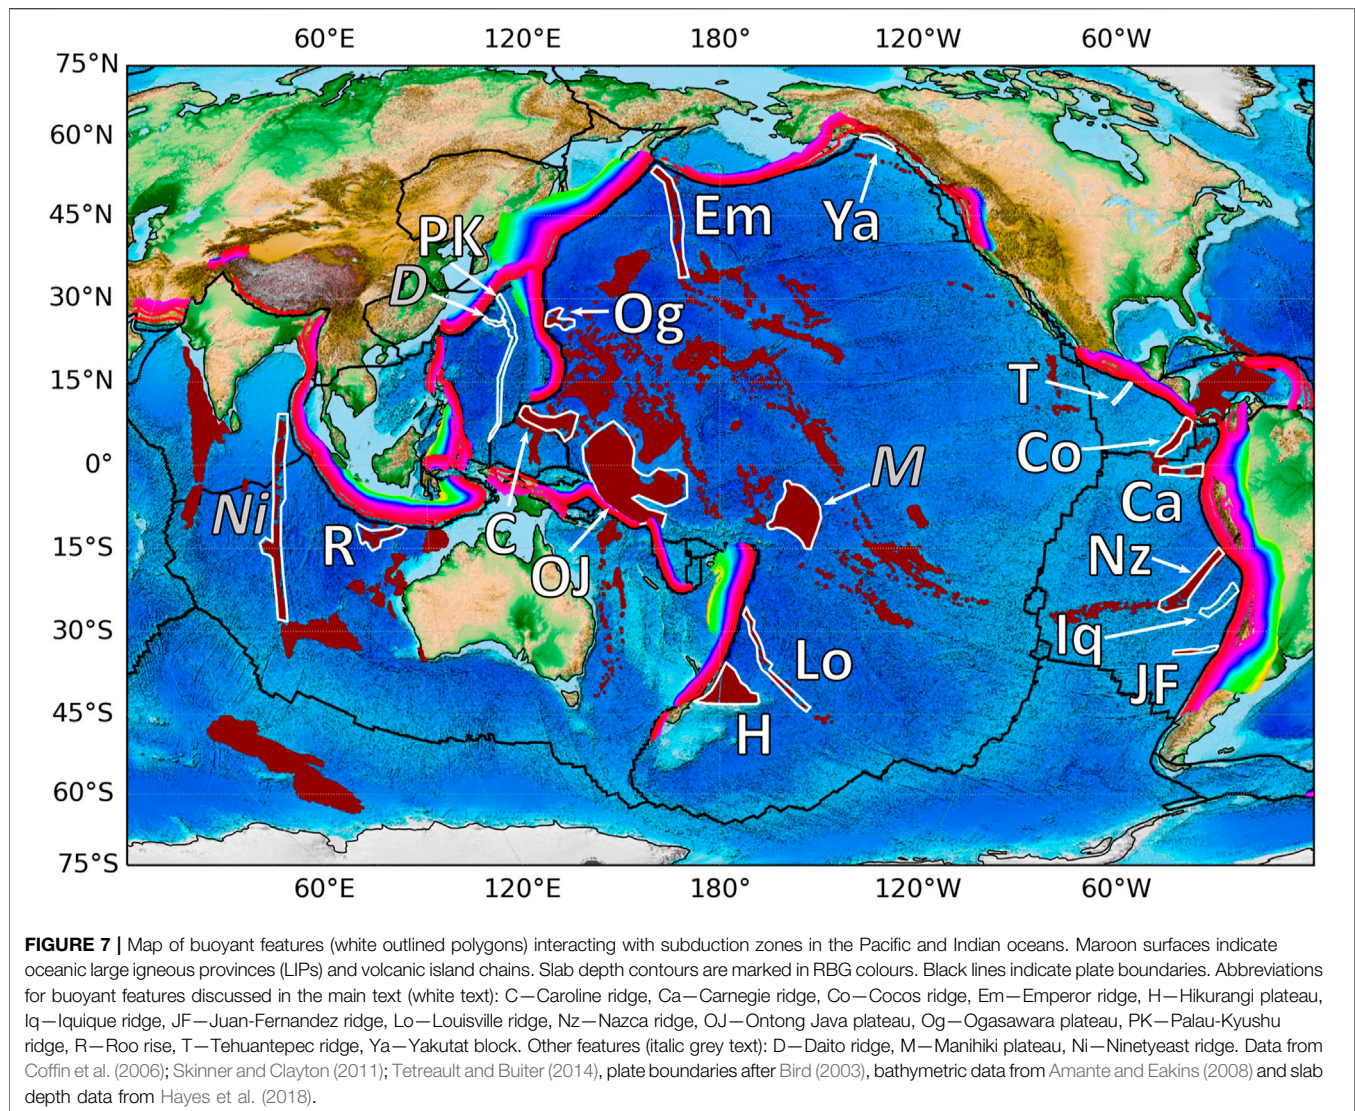 60°E 120°E 180° 120°W 60°W
75°N
60°N
45°N
30°N
15°N
0°
15°S
30°S
45°S
60°S
75°S
PK
D
Em
Ya
Og
T
Co
Ca
M
Ni
R
C
OJ
Nz
Iq
JF
Lo
H
60°E 120°E 180° 120°W 60°W
FIGURE 7 | Map of buoyant features (white outlined polygons) interacting with subduction zones in the Pacific and Indian oceans. Maroon surfaces indicate
oceanic large igneous provinces (LIPs) and volcanic island chains. Slab depth contours are marked in RBG colours. Black lines indicate plate boundaries. Abbreviations
for buoyant features discussed in the main text (white text): C—Caroline ridge, Ca—Carnegie ridge, Co—Cocos ridge, Em—Emperor ridge, H—Hikurangi plateau,
Iq—Iquique ridge, JF—Juan-Fernandez ridge, Lo—Louisville ridge, Nz—Nazca ridge, OJ—Ontong Java plateau, Og—Ogasawara plateau, PK—Palau-Kyushu
ridge, R—Roo rise, T—Tehuantepec ridge, Ya—Yakutat block. Other features (italic grey text): D—Daito ridge, M—Manihiki plateau, Ni—Ninetyeast ridge. Data from
Coffin et al. (2006); Skinner and Clayton (2011); Tetreault and Buiter (2014), plate boundaries after Bird (2003), bathymetric data from Amante and Eakins (2008) and slab
depth data from Hayes et al. (2018).